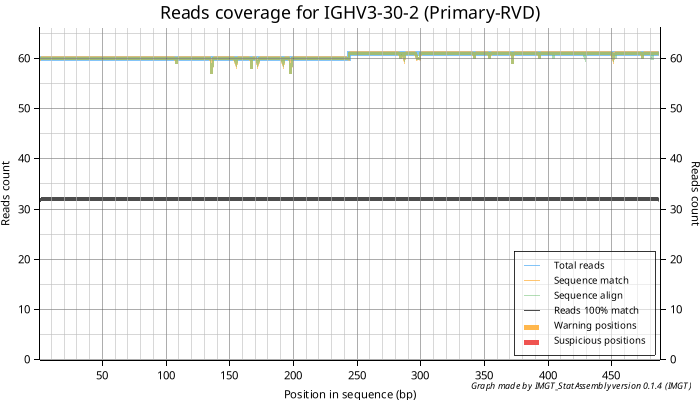 Reads coverage for IGHV3-30-2 (Primary-RVD)
60 60
50 50
40 40
30 30
20 20
10 10
0 0
Reads count
Reads count
Total reads
Sequence match
Sequence align
Reads 100% match
Warning positions
Suspicious positions
50 100 150 200 250 300 350 400 450
Position in sequence (bp)
Graph made by IMGT_StatAssembly version 0.1.4 (IMGT)